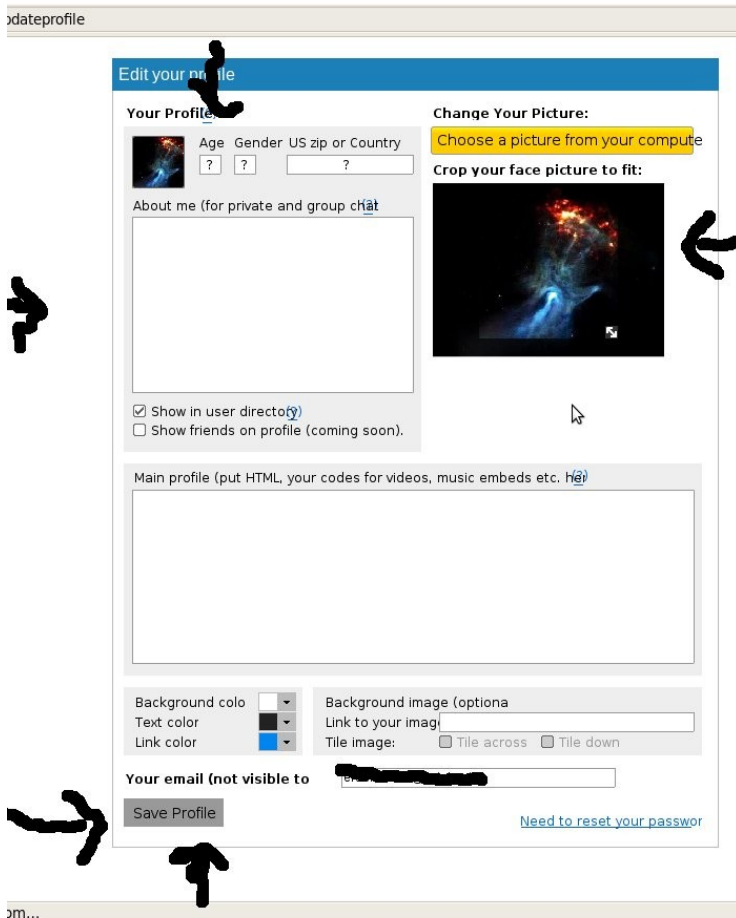 pdateprofile
Edit your profile
Your Profile
Change Your Picture:
Age Gender US zip or Country
? ? ?
Choose a picture from your compute
Crop your face picture to fit:
About me (for private and group chat (?)
Show in user directory (?)
Show friends on profile (coming soon).
Main profile (put HTML, your codes for videos, music embeds etc. her (?)
Background colo
Text color
Link color
Background image (optiona
Link to your imag
Tile image: Tile across Tile down
Your email (not visible to
Save Profile
Need to reset your passwor
om...